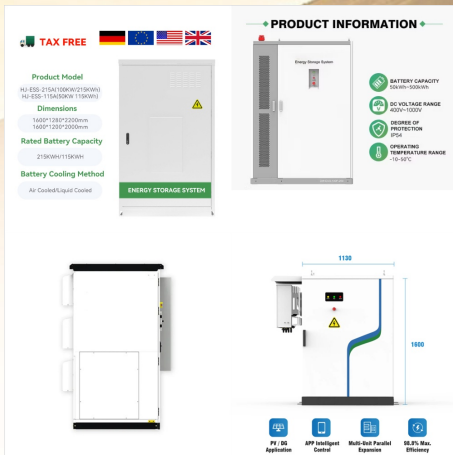 TAX FREE
Product Model
HJ-ESS-215A(100KW/215KWh)
HJ-ESS-115A(50KW 115KWh)
Dimensions
1600*1280*2200mm
1600*1200*2000mm
Rated Battery Capacity
215KWH/115KWH
Battery Cooling Method
Air Cooled/Liquid Cooled
ENERGY STORAGE SYSTEM
PRODUCT INFORMATION
Energy Storage System
BATTERY CAPACITY
50kWh~500kWh
DC VOLTAGE RANGE
400V~1000V
DEGREE OF
PROTECTION
IP54
OPERATING
TEMPERATURE RANGE
-10~50°C
1130
1600
PV / DG
Application
APP Intelligent
Control
Multi-Unit Parallel
Expansion
98.8% Max.
Efficiency